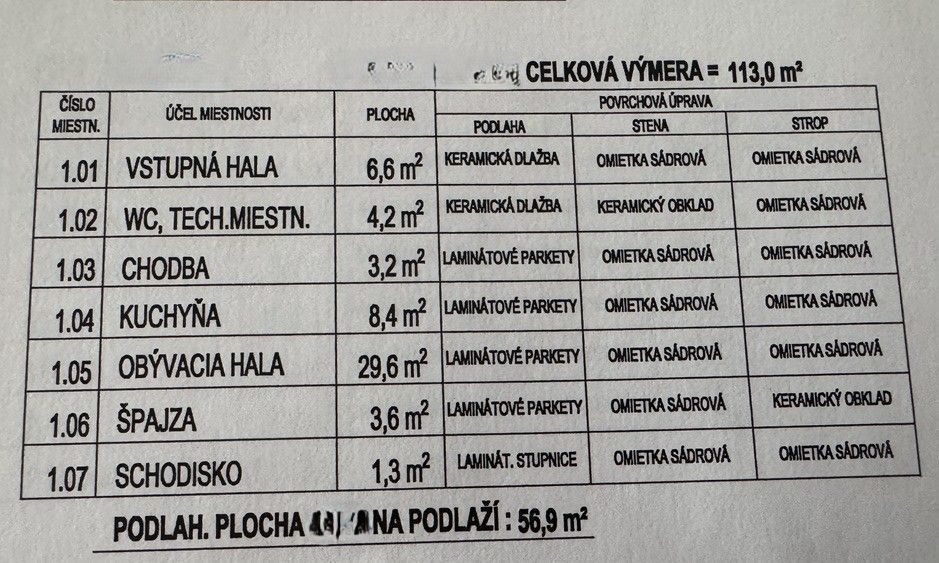 CELKOVÁ VÝMERA = 113,0 m²
ČÍSLO MIESTN. ÚČEL MIESTNOSTI PLOCHA POVRCHOVÁ ÚPRAVA
PODLAHA STENA STROP
1.01 VSTUPNÁ HALA 6,6 m² KERAMICKÁ DLAŽBA OMIETKA SÁDROVÁ OMIETKA SÁDROVÁ
1.02 WC, TECH.MIESTN. 4,2 m² KERAMICKÁ DLAŽBA KERAMICKÝ OBKLAD OMIETKA SÁDROVÁ
1.03 CHODBA 3,2 m² LAMINÁTOVÉ PARKETY OMIETKA SÁDROVÁ OMIETKA SÁDROVÁ
1.04 KUCHYŇA 8,4 m² LAMINÁTOVÉ PARKETY OMIETKA SÁDROVÁ OMIETKA SÁDROVÁ
1.05 OBÝVACIA HALA 29,6 m² LAMINÁTOVÉ PARKETY OMIETKA SÁDROVÁ OMIETKA SÁDROVÁ
1.06 ŠPAJZA 3,6 m² LAMINÁTOVÉ PARKETY OMIETKA SÁDROVÁ KERAMICKÝ OBKLAD
1.07 SCHODISKO 1,3 m² LAMINÁT. STUPNICE OMIETKA SÁDROVÁ OMIETKA SÁDROVÁ
PODLAH. PLOCHA NA PODLAŽÍ : 56,9 m²